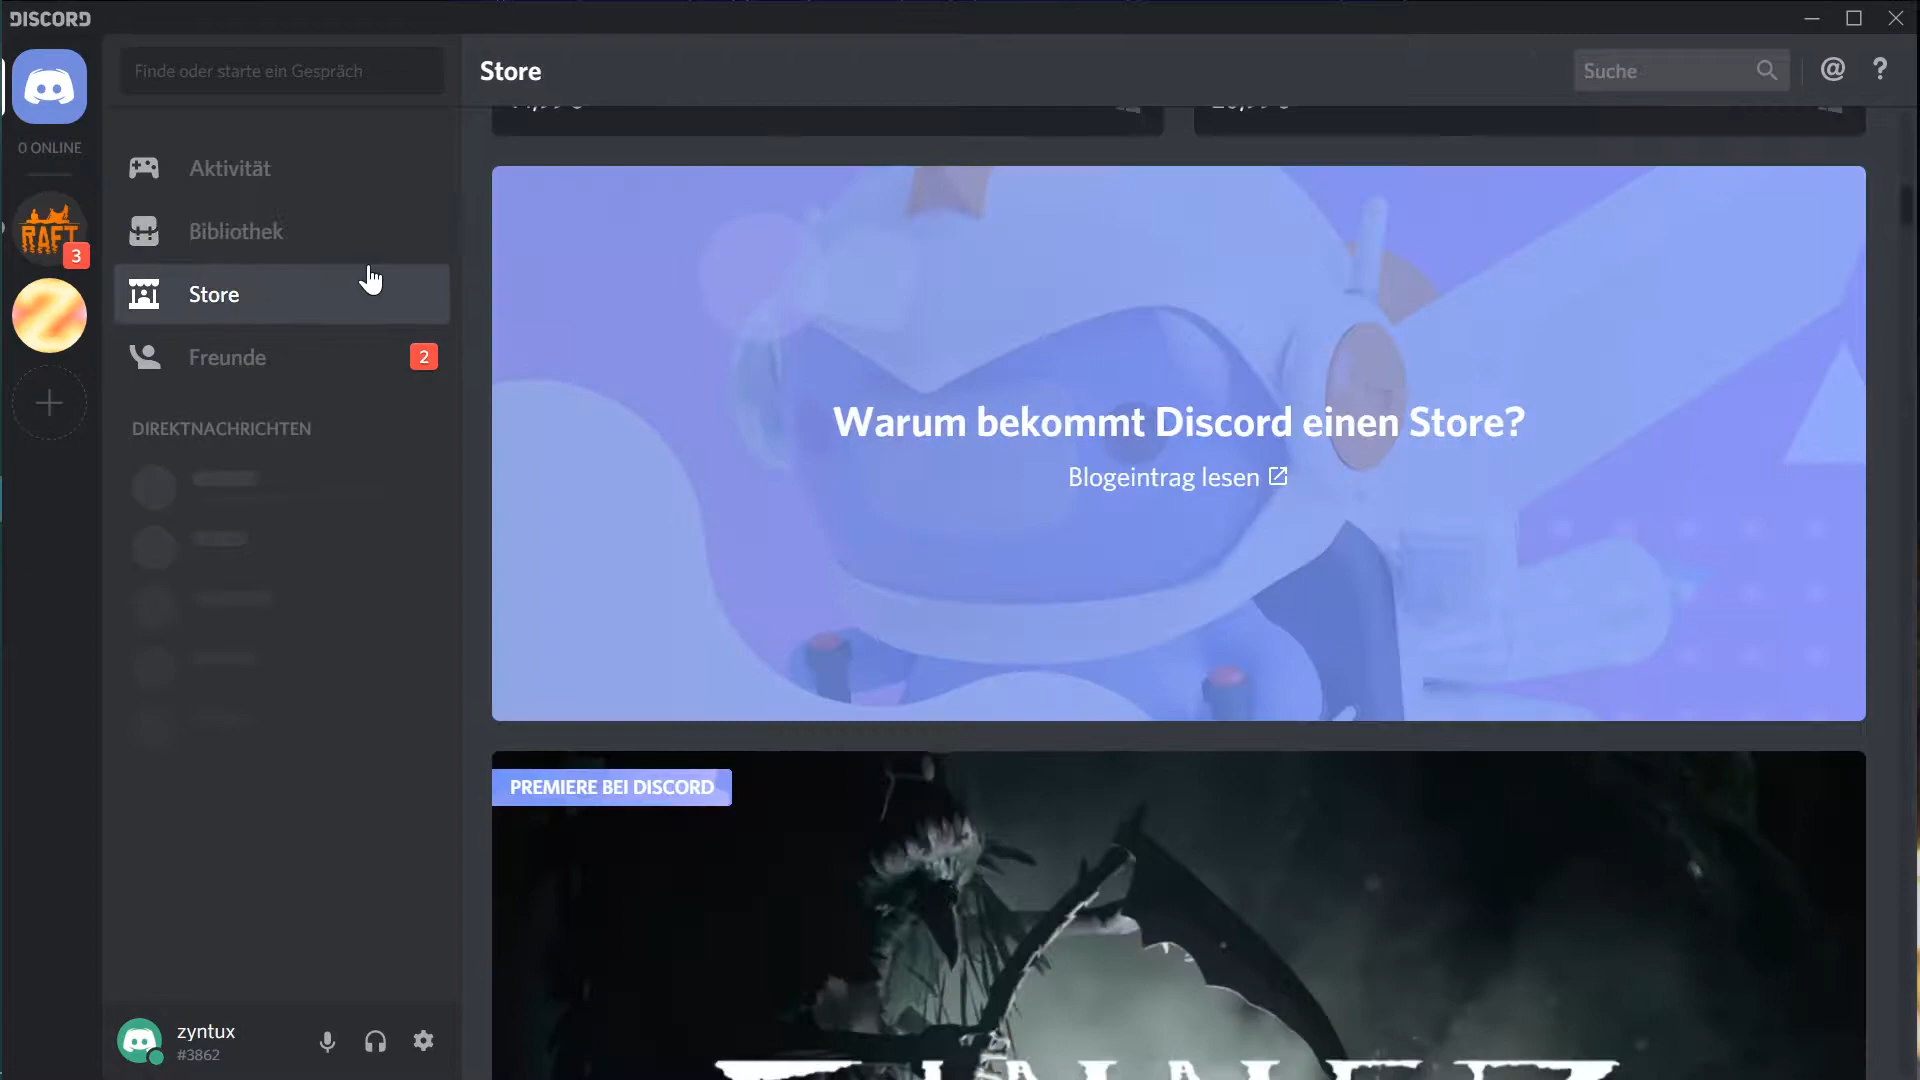 DISCORD
Finde oder starte ein Gespräch
Store
Suche
0 ONLINE
Aktivität
RAFT
3
Bibliothek
Store
Freunde
2
DIREKTNACHRICHTEN
Warum bekommt Discord einen Store?
Blogeintrag lesen
PREMIERE BEI DISCORD
zyntux
#3862